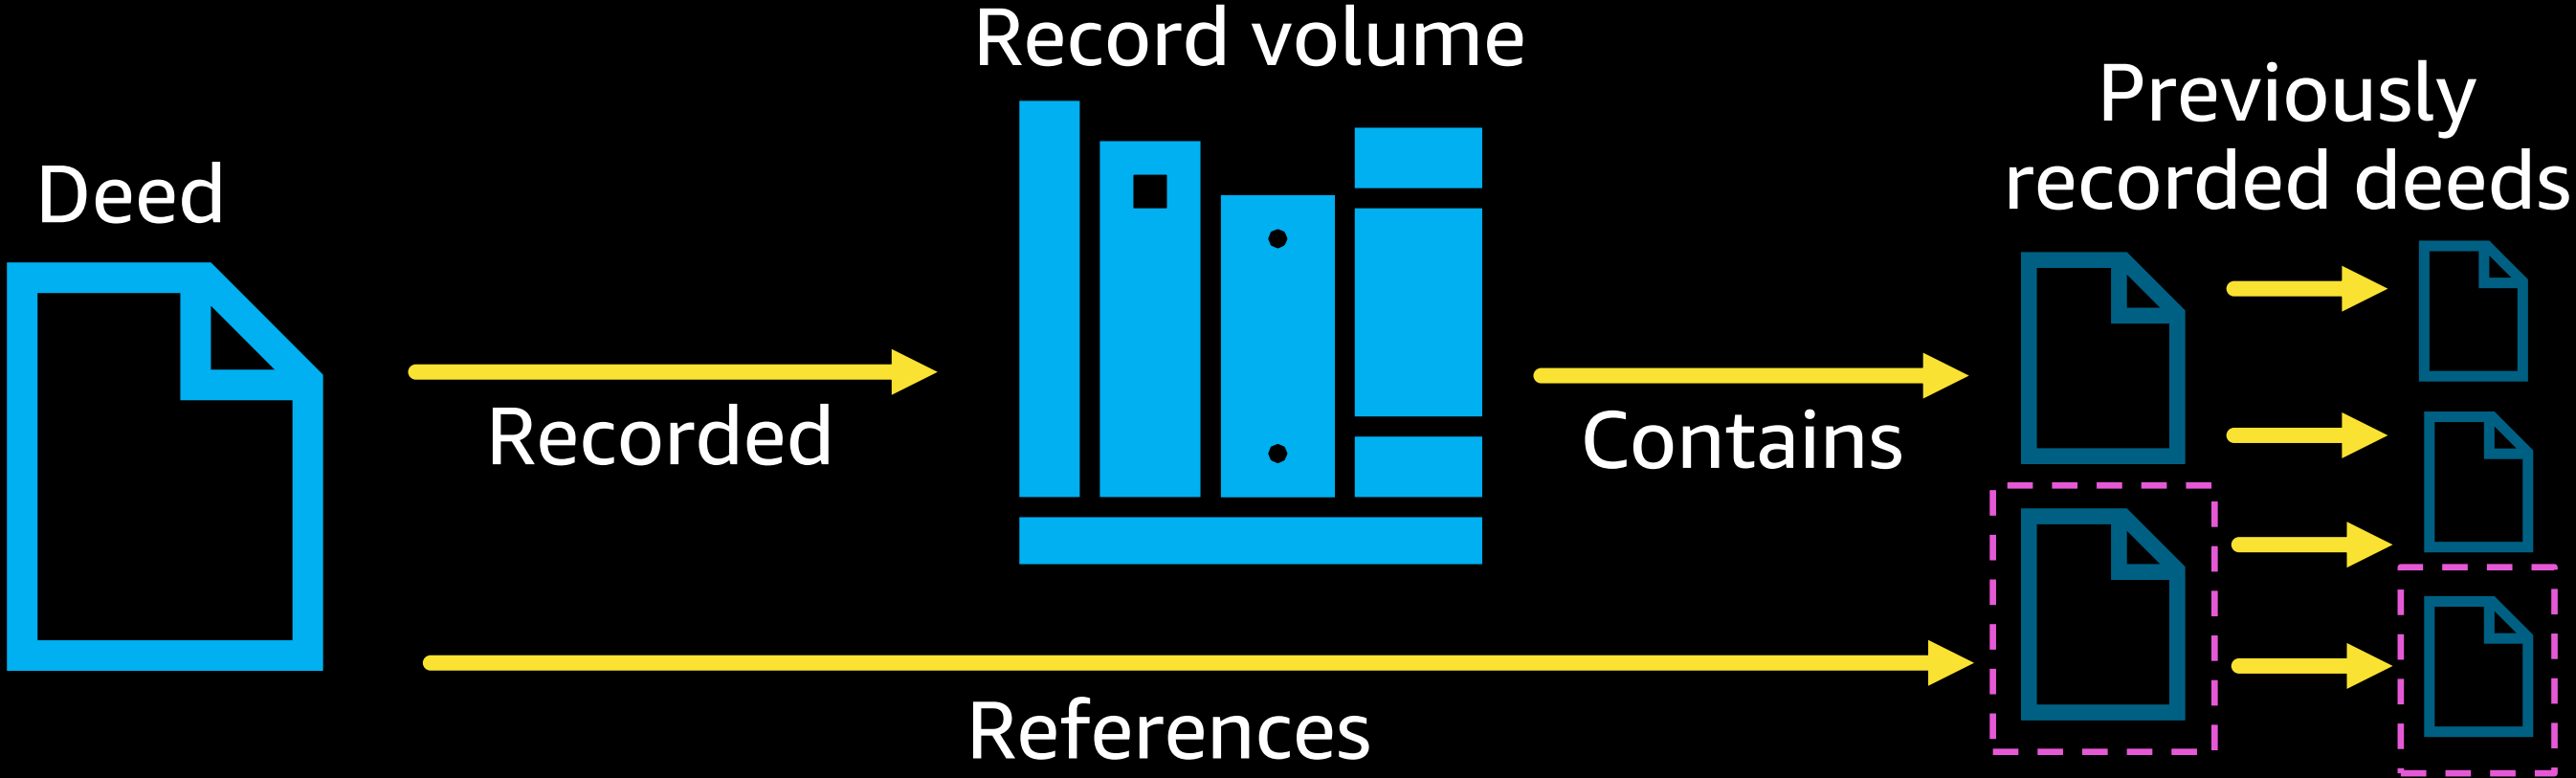 Deed
Recorded
Record volume
Contains
Previously
recorded deeds
References